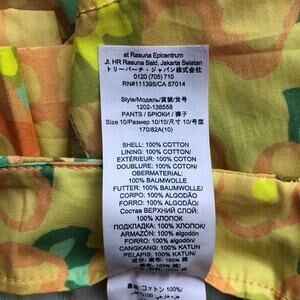 at Rasuna Epicentrum
Jl. HR Rasuna Said, Jakarta Selatan
トリーバーチ・ジャパン株式会社
0120 (705) 710
RN#111395/CA 57014
Style/Модель/貨號/货号
1202-138558
PANTS / БРЮКИ / 褲子
Size 10/Размер 10/10/尺寸 10/号型
170/82A(10)
SHELL: 100% COTTON
LINING: 100% COTTON/
EXTÉRIEUR: 100% COTON
DOUBLURE: 100% COTON
OBERMATERIAL:
100% BAUMWOLLE
FUTTER: 100% BAUMWOLLE
CORPO: 100% COTONE
FORRO: 100% COTONE/
Состав ВЕРХНИЙ СЛОЙ:
100% ХЛОПОК
ПОДКЛАДКА: 100% ХЛОПОК
ARMAZÓN: 100% algodón
FORRO: 100% algodón/
CANGKANG: 100% KATUN
PELAPIS: 100% KATUN
コットン 100%/